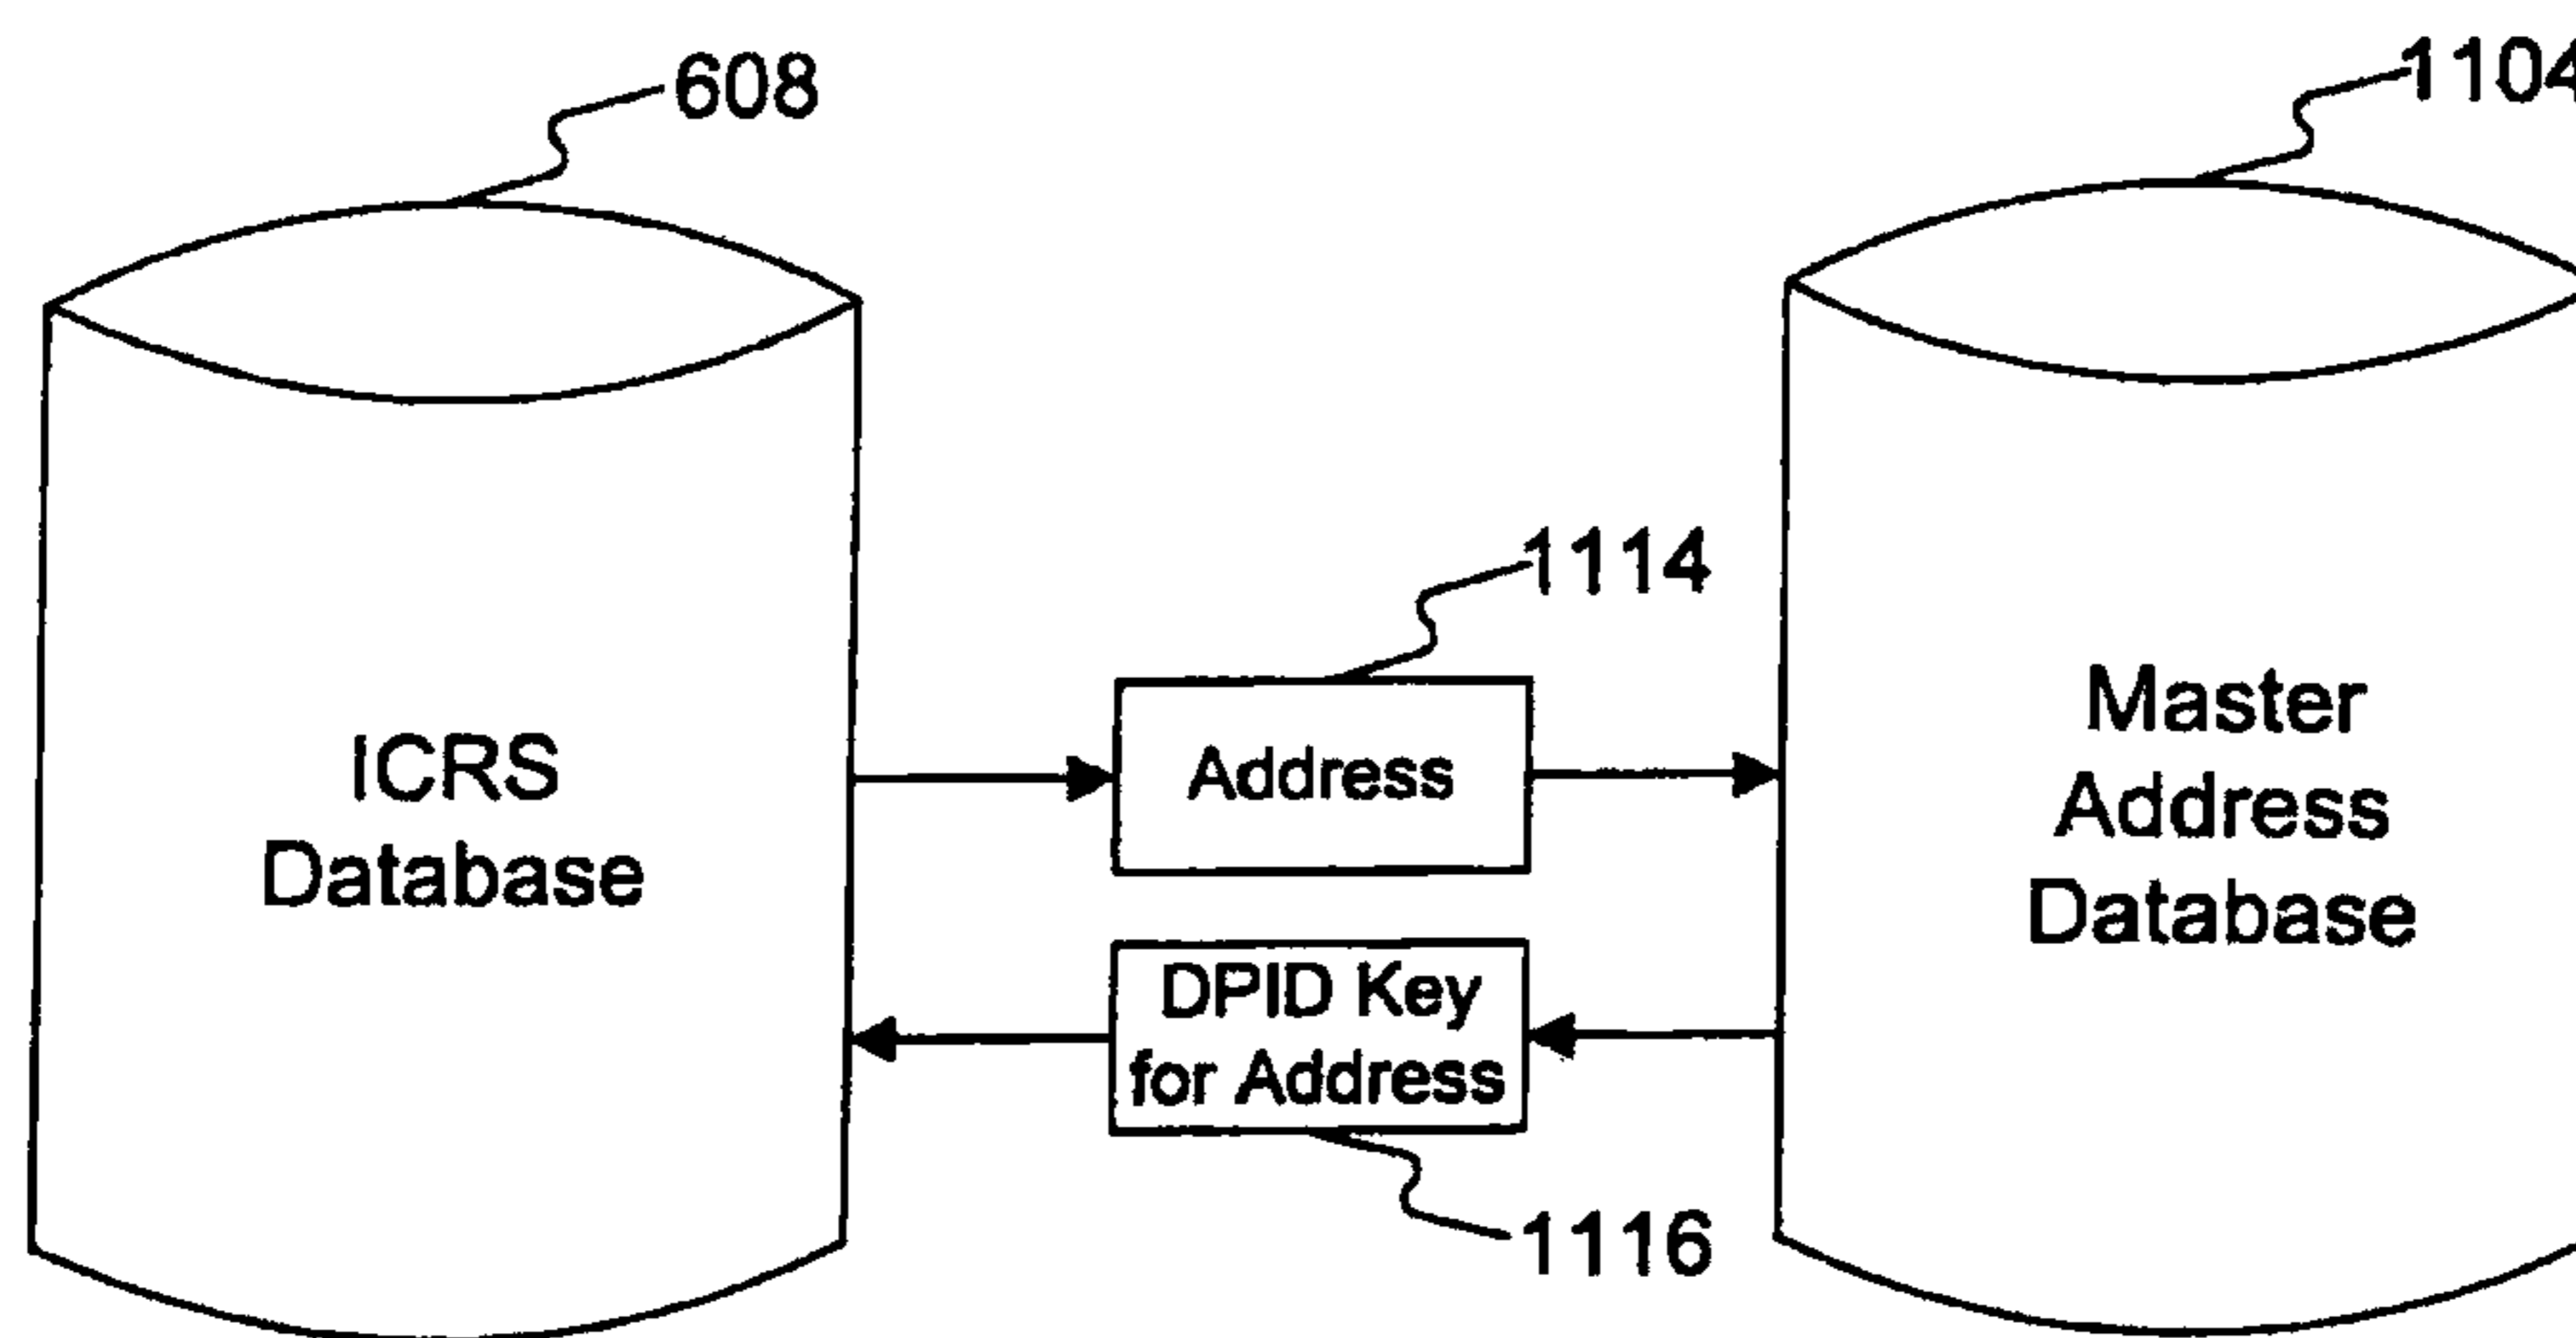 608
1104
1114
ICRS
Database
Address
Master
Address
Database
DPID Key
for Address
1116